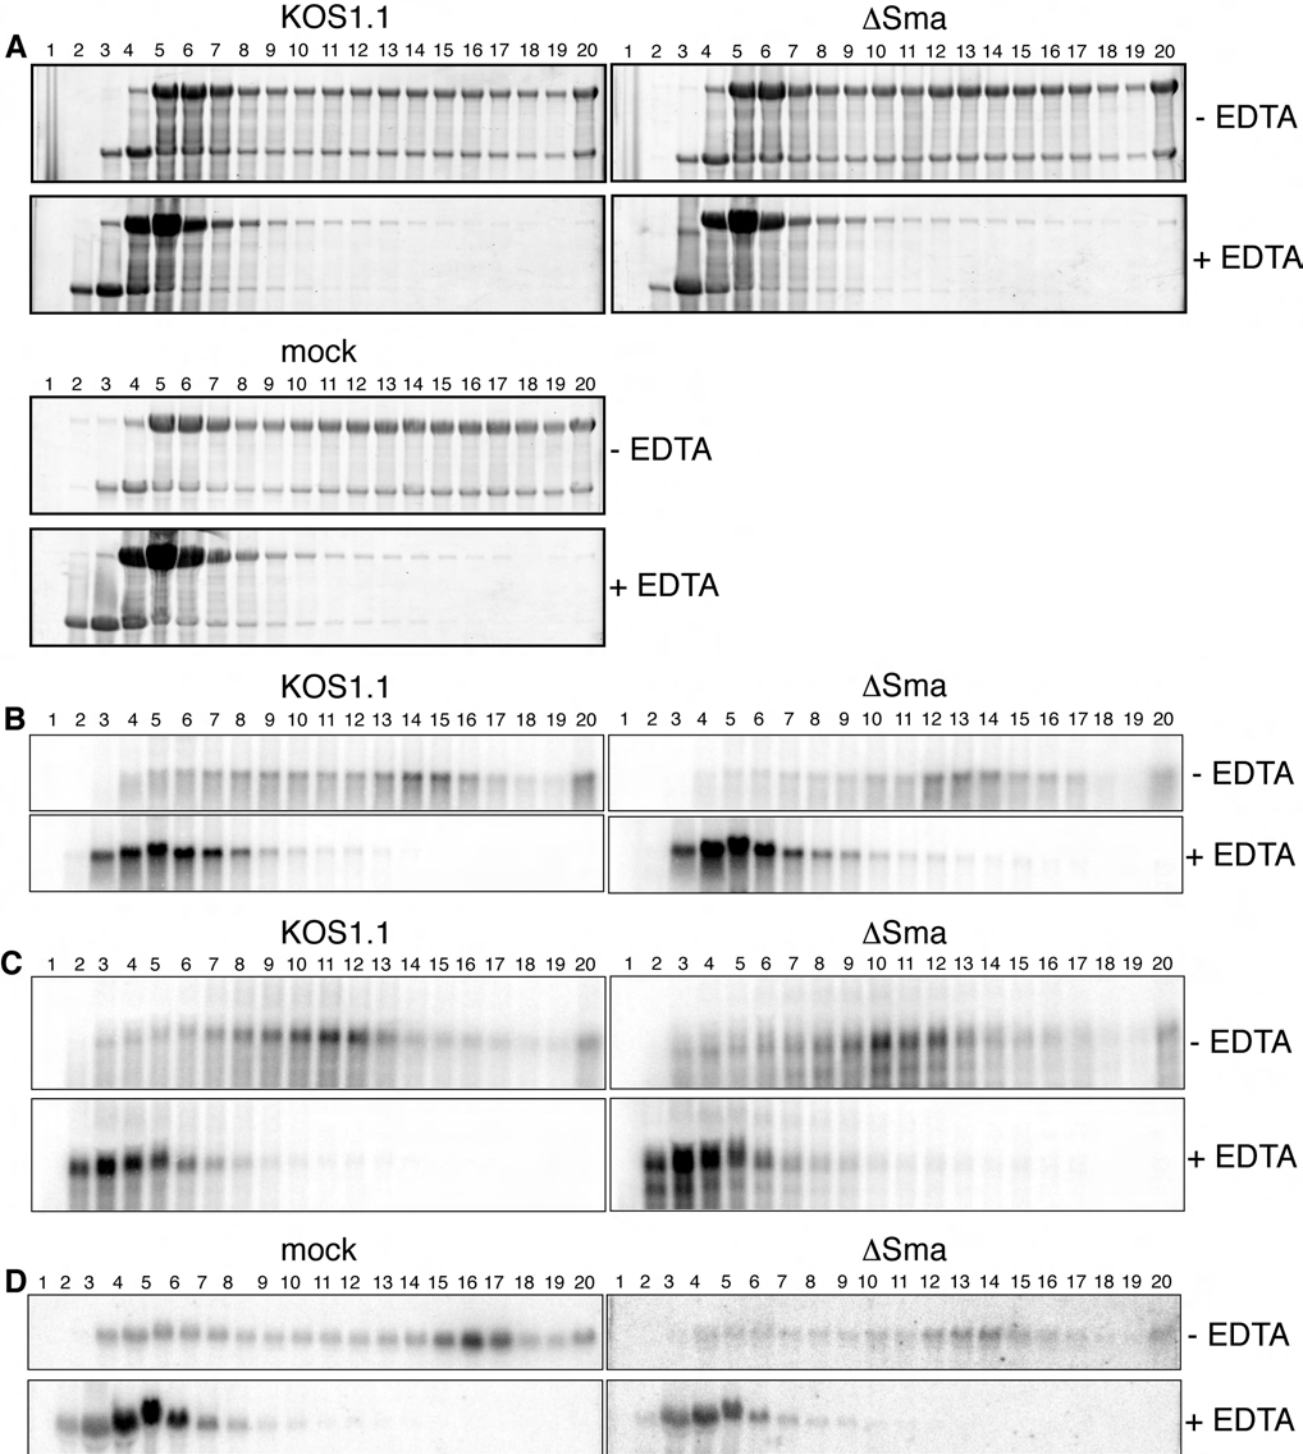 KOS1.1 ΔSma
A 1 2 3 4 5 6 7 8 9 10 11 12 13 14 15 16 17 18 19 20 1 2 3 4 5 6 7 8 9 10 11 12 13 14 15 16 17 18 19 20
- EDTA
+ EDTA
mock
1 2 3 4 5 6 7 8 9 10 11 12 13 14 15 16 17 18 19 20
- EDTA
+ EDTA
KOS1.1 ΔSma
B 1 2 3 4 5 6 7 8 9 10 11 12 13 14 15 16 17 18 19 20 1 2 3 4 5 6 7 8 9 10 11 12 13 14 15 16 17 18 19 20
- EDTA
+ EDTA
KOS1.1 ΔSma
C 1 2 3 4 5 6 7 8 9 10 11 12 13 14 15 16 17 18 19 20 1 2 3 4 5 6 7 8 9 10 11 12 13 14 15 16 17 18 19 20
- EDTA
+ EDTA
mock ΔSma
D 1 2 3 4 5 6 7 8 9 10 11 12 13 14 15 16 17 18 19 20 1 2 3 4 5 6 7 8 9 10 11 12 13 14 15 16 17 18 19 20
- EDTA
+ EDTA